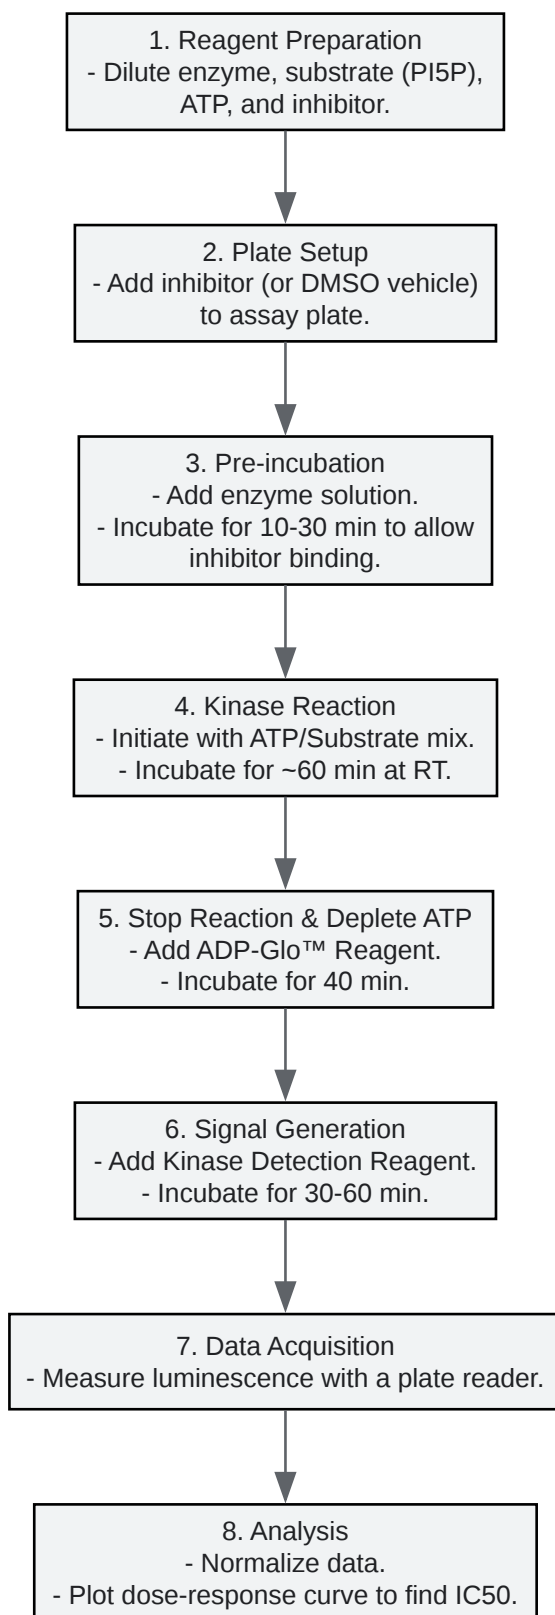 1. Reagent Preparation
- Dilute enzyme, substrate (PI5P),
ATP, and inhibitor.
2. Plate Setup
- Add inhibitor (or DMSO vehicle)
to assay plate.
3. Pre-incubation
- Add enzyme solution.
- Incubate for 10-30 min to allow
inhibitor binding.
4. Kinase Reaction
- Initiate with ATP/Substrate mix.
- Incubate for ~60 min at RT.
5. Stop Reaction & Deplete ATP
- Add ADP-Glo™ Reagent.
- Incubate for 40 min.
6. Signal Generation
- Add Kinase Detection Reagent.
- Incubate for 30-60 min.
7. Data Acquisition
- Measure luminescence with a plate reader.
8. Analysis
- Normalize data.
- Plot dose-response curve to find IC50.